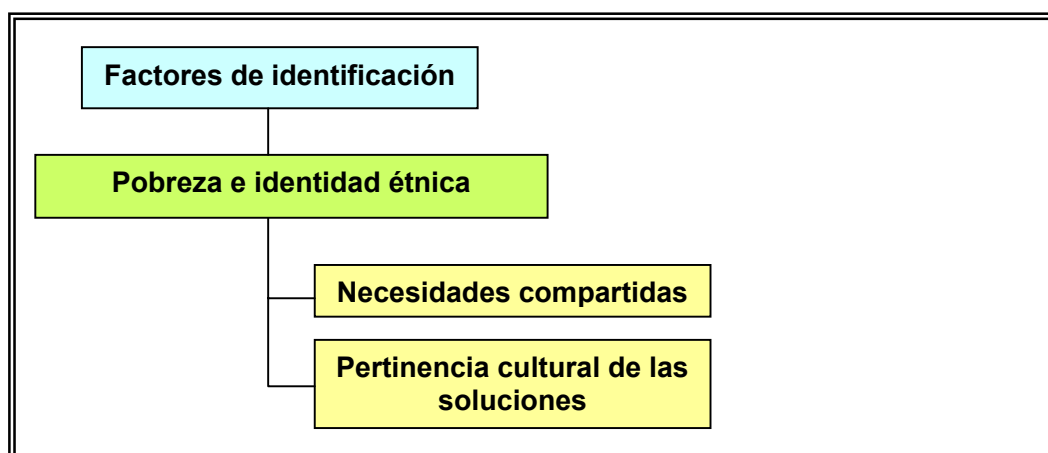 Factores de identificación
Pobreza e identidad étnica
Necesidades compartidas
Pertinencia cultural de las
soluciones